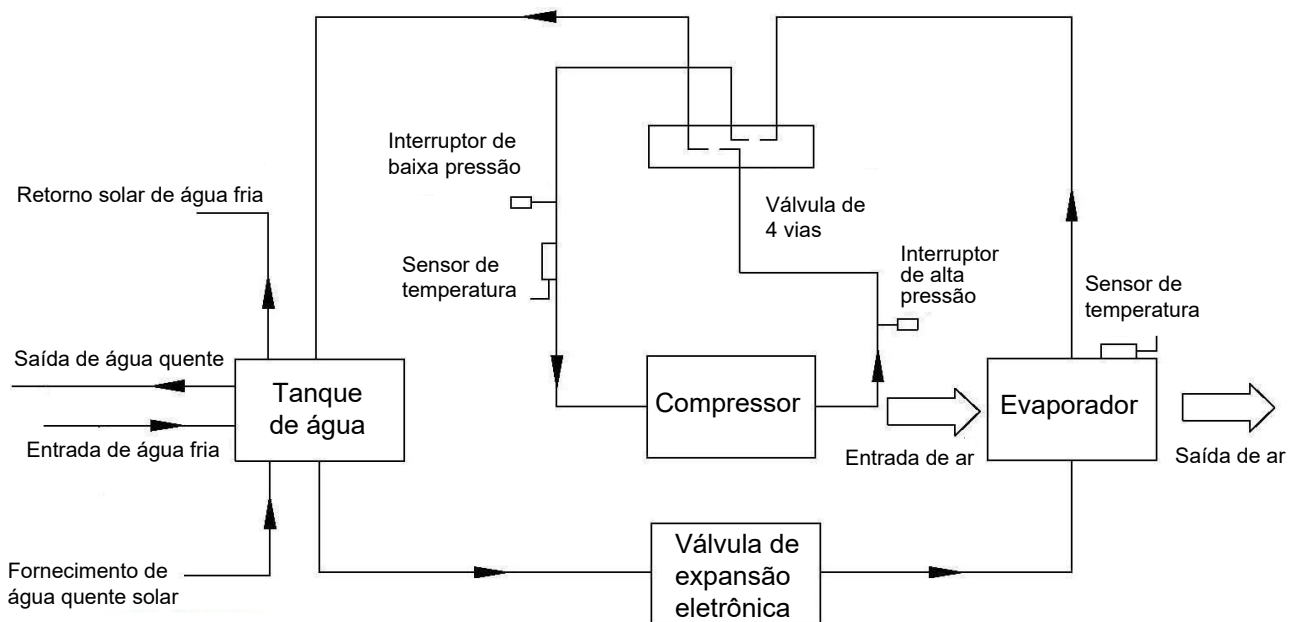 Interruptor de
baixa pressão
Retorno solar de água fria
Válvula de
4 vias
Interruptor
de alta
pressão
Sensor de
temperatura
Sensor de
temperatura
Saída de água quente
Tanque
de água
Compressor
Evaporador
Entrada de água fria
Entrada de ar
Saída de ar
Válvula de
expansão
eletrônica
Fornecimento de
água quente solar